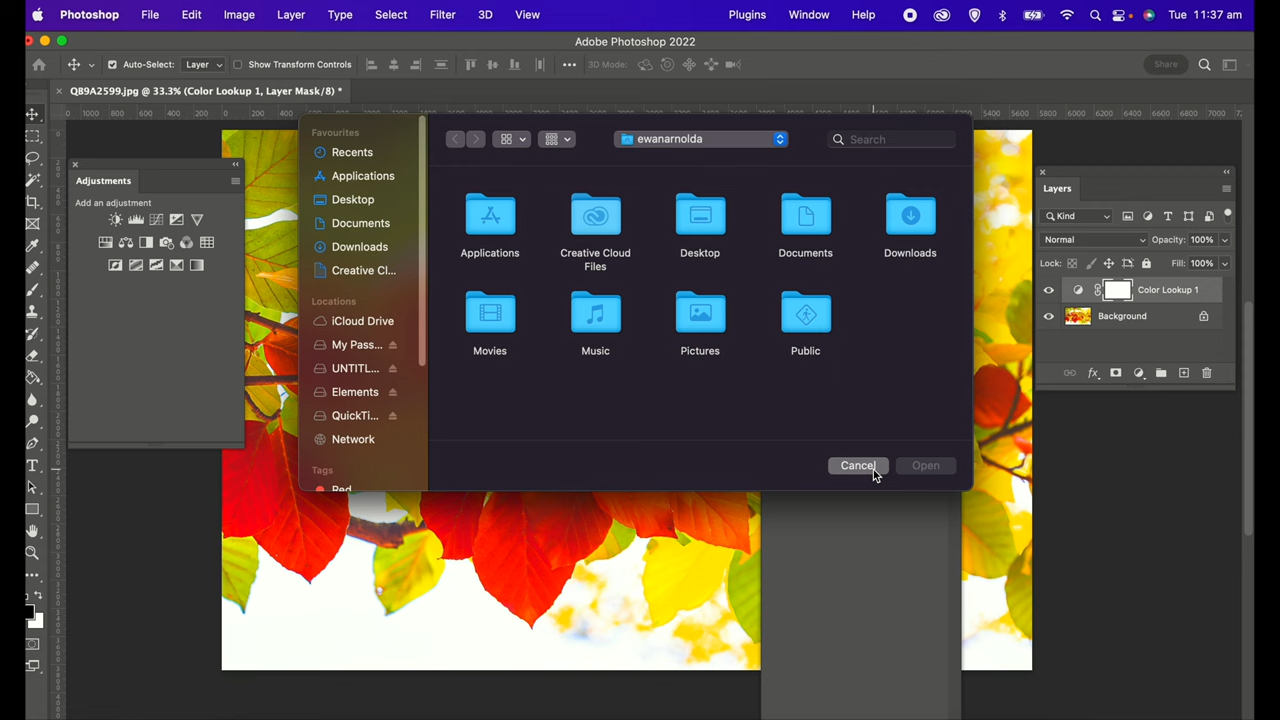 Photoshop File Edit Image Layer Type Select Filter 3D View Plugins Window Help Tue 11:37 am
Adobe Photoshop 2022
Auto-Select: Layer Show Transform Controls 3D Mode: Share
QB9A2599.jpg @ 33.3% (Color Lookup 1, Layer Mask/8) *
Adjustments
Add an adjustment
Favourites
Recents
Applications
Desktop
Documents
Downloads
Creative Cl...
Locations
iCloud Drive
My Pass...
UNTITL...
Elements
QuickTi...
Network
Tags
Red
ewanarnolda
Search
Applications
Creative Cloud
Files
Desktop
Documents
Downloads
Movies
Music
Pictures
Public
Cancel
Open
Layers
Kind
Normal Opacity: 100%
Lock: Fill: 100%
Color Lookup 1
Background